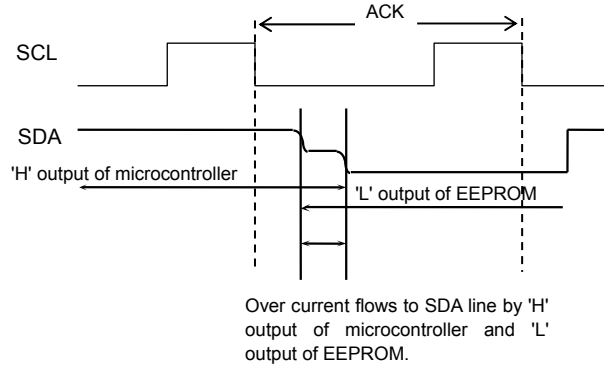 ACK
SCL
SDA
'H' output of microcontroller
'L' output of EEPROM
Over current flows to SDA line by 'H'
output of microcontroller and 'L'
output of EEPROM.